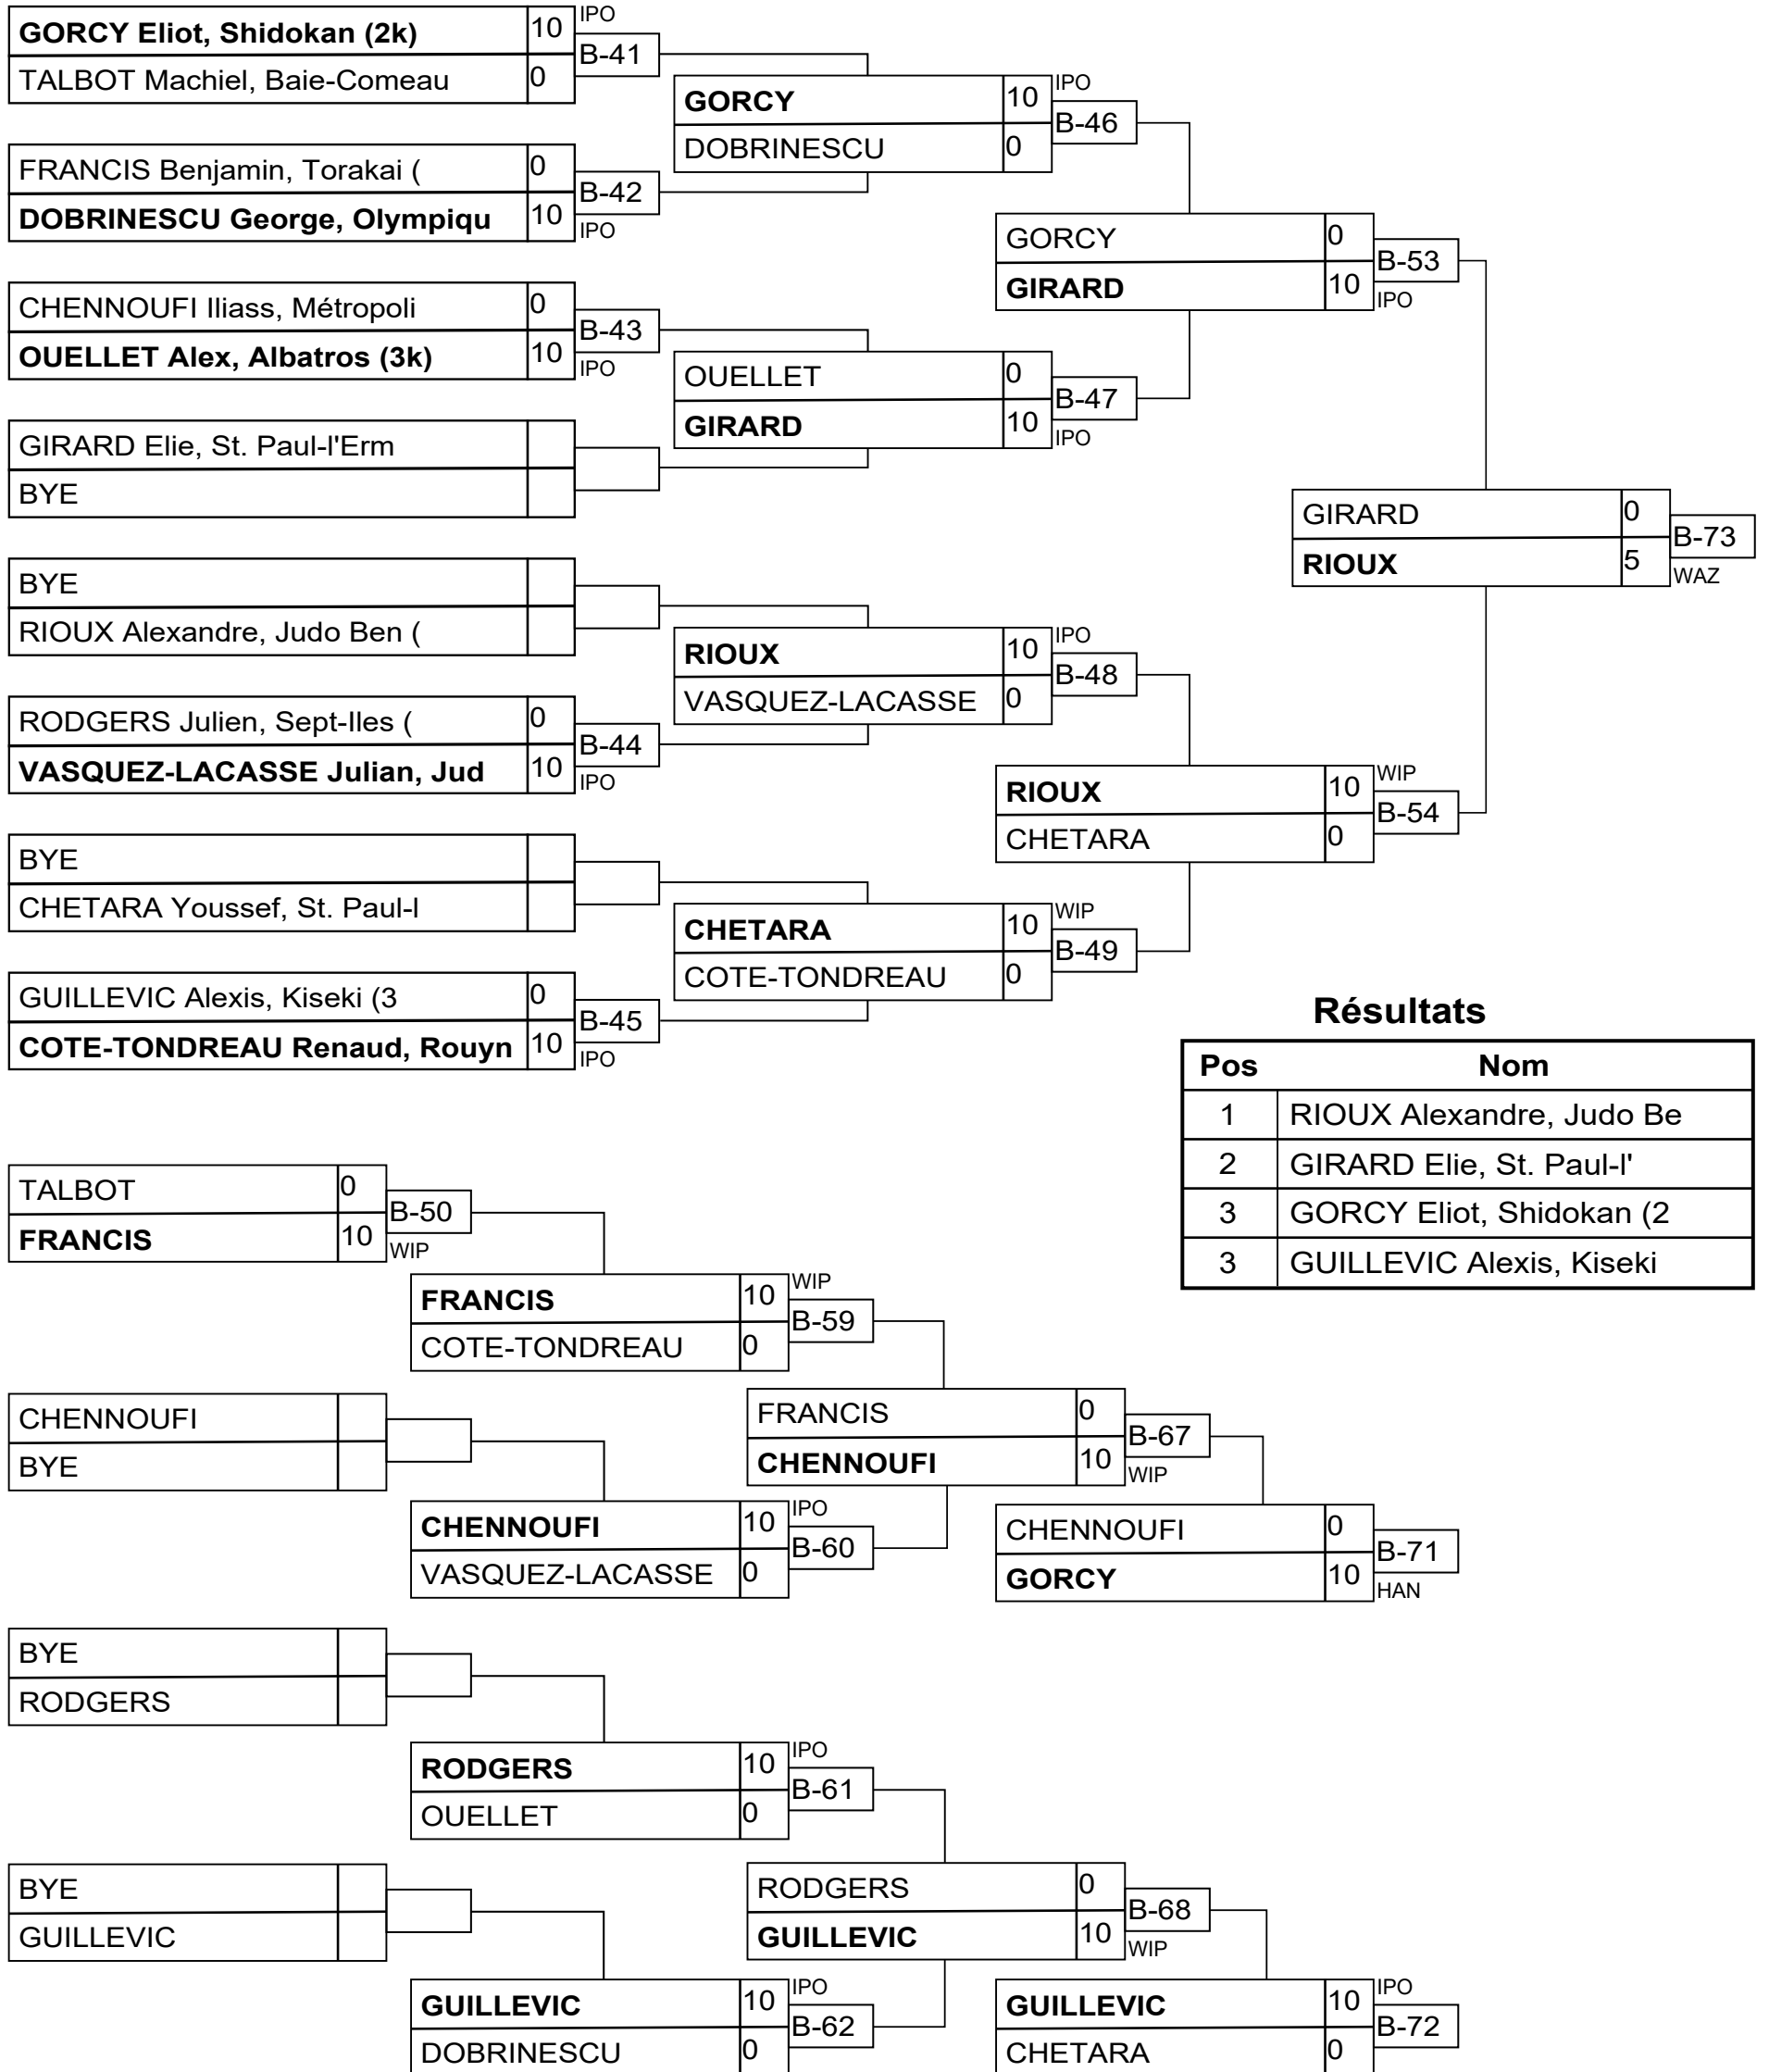 GORCY Eliot, Shidokan (2k) 10 IPO
B-41
TALBOT Machiel, Baie-Comeau 0
GORCY 10 IPO
B-46
DOBRINESCU 0
FRANCIS Benjamin, Torakai ( 0
B-42
DOBRINESCU George, Olympiqu 10 IPO
GORCY 0
B-53
GIRARD 10 IPO
CHENNOUFI Iliass, Métropoli 0
B-43
OUELLET Alex, Albatros (3k) 10 IPO
OUELLET 0
B-47
GIRARD 10 IPO
GIRARD Elie, St. Paul-l'Erm
BYE
GIRARD 0
B-73
RIOUX 5 WAZ
BYE
RIOUX Alexandre, Judo Ben (
RIOUX 10 IPO
B-48
VASQUEZ-LACASSE 0
RODGERS Julien, Sept-Iles ( 0
B-44
VASQUEZ-LACASSE Julian, Jud 10 IPO
RIOUX 10 WIP
B-54
CHETARA 0
BYE
CHETARA Youssef, St. Paul-l
CHETARA 10 WIP
B-49
COTE-TONDREAU 0
GUILLEVIC Alexis, Kiseki (3 0
B-45
COTE-TONDREAU Renaud, Rouyn 10 IPO
Résultats
Pos Nom
1 RIOUX Alexandre, Judo Be
2 GIRARD Elie, St. Paul-l'
3 GORCY Eliot, Shidokan (2
3 GUILLEVIC Alexis, Kiseki
TALBOT 0
B-50
FRANCIS 10 WIP
FRANCIS 10 WIP
B-59
COTE-TONDREAU 0
CHENNOUFI
BYE
FRANCIS 0
B-67
CHENNOUFI 10 WIP
CHENNOUFI 10 IPO
B-60
VASQUEZ-LACASSE 0
CHENNOUFI 0
B-71
GORCY 10 HAN
BYE
RODGERS
RODGERS 10 IPO
B-61
OUELLET 0
BYE
GUILLEVIC
RODGERS 0
B-68
GUILLEVIC 10 WIP
GUILLEVIC 10 IPO
B-62
DOBRINESCU 0
GUILLEVIC 10 IPO
B-72
CHETARA 0